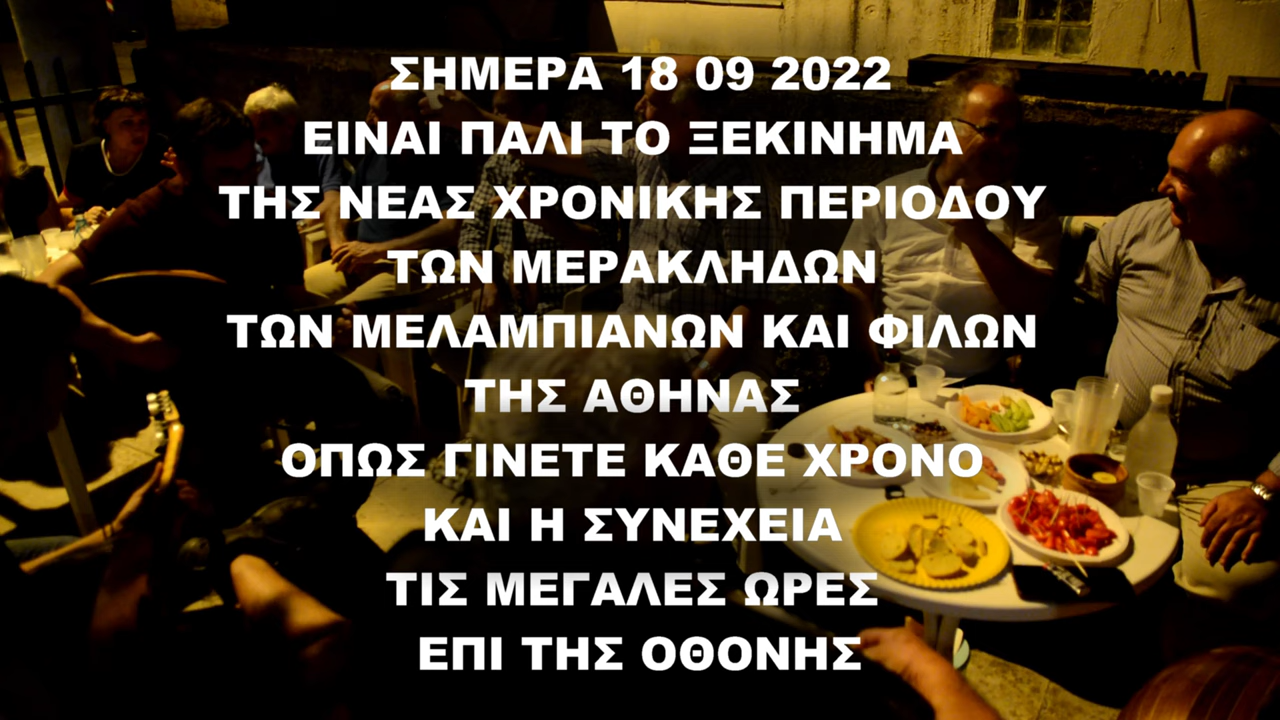 ΣΗΜΕΡΑ 18 09 2022
ΕΙΝΑΙ ΠΑΛΙ ΤΟ ΞΕΚΙΝΗΜΑ
ΤΗΣ ΝΕΑΣ ΧΡΟΝΙΚΗΣ ΠΕΡΙΟΔΟΥ
ΤΩΝ ΜΕΡΑΚΛΗΔΩΝ
ΤΩΝ ΜΕΛΑΜΠΙΑΝΩΝ ΚΑΙ ΦΙΛΩΝ
ΤΗΣ ΑΘΗΝΑΣ
ΟΠΩΣ ΓΙΝΕΤΕ ΚΑΘΕ ΧΡΟΝΟ
ΚΑΙ Η ΣΥΝΕΧΕΙΑ
ΤΙΣ ΜΕΓΑΛΕΣ ΩΡΕΣ
ΕΠΙ ΤΗΣ ΟΘΟΝΗΣ